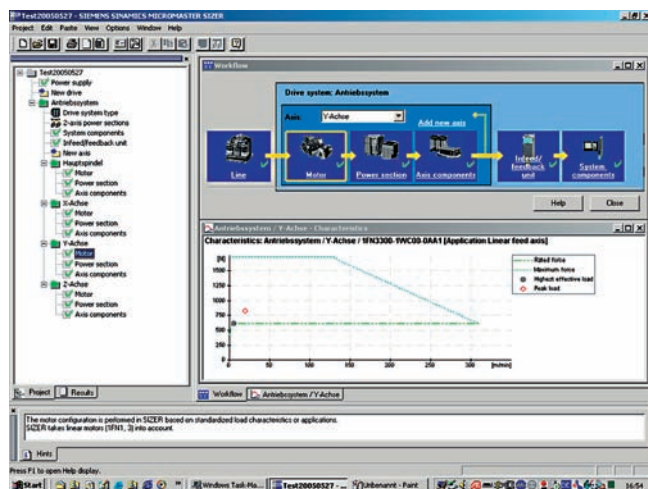 Test20050527 - SIEMENS SINAMICS MICROMASTER SIZER
Project Edit Paste View Options Window Help
Test20050527
Power supply
New drive
Antriebssystem
Drive system type
2-axis power sections
System components
Infeed/feedback unit
New axis
Hauptspindel
Motor
Power section
Axis components
X-Achse
Motor
Power section
Axis components
Y-Achse
Motor
Power section
Axis components
Z-Achse
Motor
Power section
Axis components
Project Results
Workflow
Drive system: Antriebssystem
Axis: Y-Achse
Add new axis
Line
Motor
Power section
Axis components
Infeed/
feedback
unit
System
components
Help Close
Antriebssystem / Y-Achse - Characteristics
Characteristics: Antriebssystem / Y-Achse / 1FN3300-1WC00-0AA1 [Application Linear feed axis]
[N]
1500
1250
1000
750
500
250
0
0 50 100 150 200 250 300 [m/min]
Rated force
Maximum force
Highest effective load
Peak load
Workflow Antriebssystem / Y-Achse
The motor configuration is performed in SIZER based on standardized load characteristics or applications.
SIZER takes linear motors (1FN1, 3) into account.
Hints
Press F1 to open Help display.
Start Windows Task-Ma... Test20050527 - ... Unbenannt - Paint 16:54